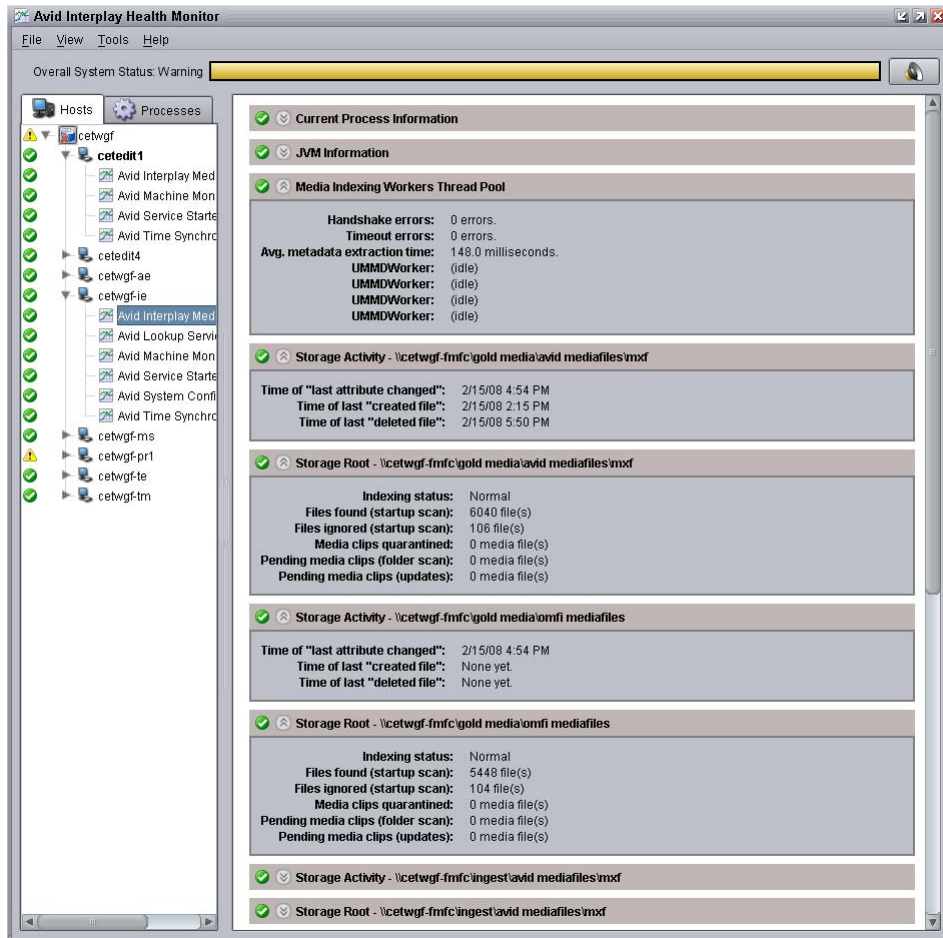 Avid Interplay Health Monitor
File View Tools Help
Overall System Status: Warning
Hosts Processes
cetwgf
cetedit1
Avid Interplay Med
Avid Machine Mon
Avid Service Starte
Avid Time Synchro
cetedit4
cetwgf-ae
cetwgf-ie
Avid Interplay Med
Avid Lookup Servi
Avid Machine Mon
Avid Service Starte
Avid System Confi
Avid Time Synchro
cetwgf-ms
cetwgf-pr1
cetwgf-te
cetwgf-tm
Current Process Information
JVM Information
Media Indexing Workers Thread Pool
Handshake errors: 0 errors.
Timeout errors: 0 errors.
Avg. metadata extraction time: 148.0 milliseconds.
UMMDWorker: (idle)
UMMDWorker: (idle)
UMMDWorker: (idle)
UMMDWorker: (idle)
Storage Activity - \\cetwgf-fmfc\gold media\avid mediafiles\mxf
Time of "last attribute changed": 2/15/08 4:54 PM
Time of last "created file": 2/15/08 2:15 PM
Time of last "deleted file": 2/15/08 5:50 PM
Storage Root - \\cetwgf-fmfc\gold media\avid mediafiles\mxf
Indexing status: Normal
Files found (startup scan): 6040 file(s)
Files ignored (startup scan): 106 file(s)
Media clips quarantined: 0 media file(s)
Pending media clips (folder scan): 0 media file(s)
Pending media clips (updates): 0 media file(s)
Storage Activity - \\cetwgf-fmfc\gold media\omfi mediafiles
Time of "last attribute changed": 2/15/08 4:54 PM
Time of last "created file": None yet.
Time of last "deleted file": None yet.
Storage Root - \\cetwgf-fmfc\gold media\omfi mediafiles
Indexing status: Normal
Files found (startup scan): 5448 file(s)
Files ignored (startup scan): 104 file(s)
Media clips quarantined: 0 media file(s)
Pending media clips (folder scan): 0 media file(s)
Pending media clips (updates): 0 media file(s)
Storage Activity - \\cetwgf-fmfc\ingest\avid mediafiles\mxf
Storage Root - \\cetwgf-fmfc\ingest\avid mediafiles\mxf